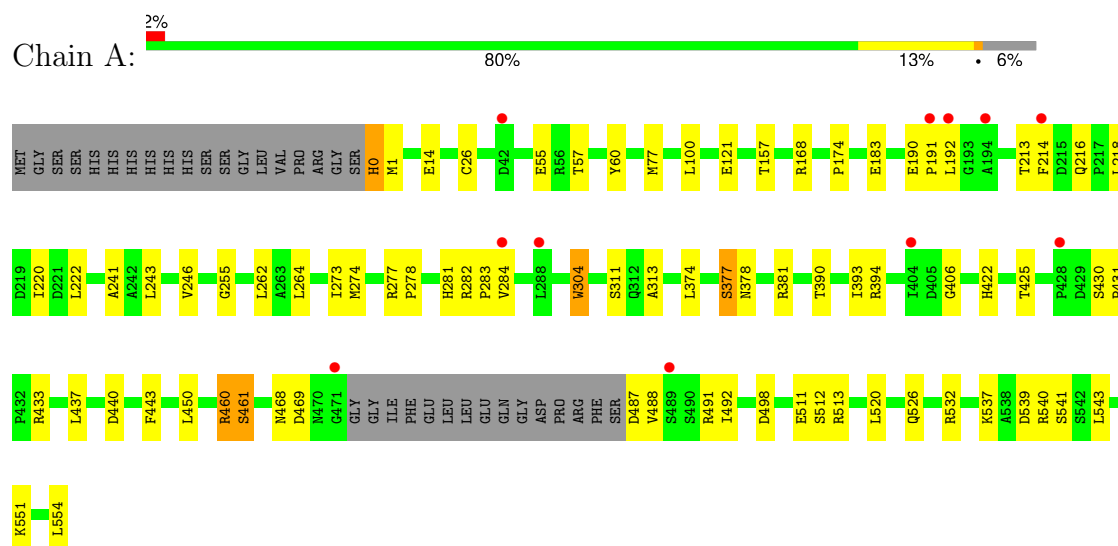 2%
Chain A:
80% 13% • 6%
MET GLY SER SER HIS HIS HIS HIS HIS HIS SER SER GLY LEU VAL PRO ARG GLY SER H0 M1 E14 C26 D42 E55 R56 T57 Y60 M77 L100 E121 T157 R168 P174 E183 E190 P191 L192 G193 A194 T213 F214 D215 Q216 P217 L218
D219 I220 D221 L222 A241 A242 L243 V246 G255 L262 A263 L264 I273 M274 R277 P278 H281 R282 P283 V284 L288 W304 S311 Q312 A313 L374 S377 N378 R381 T390 I393 R394 I404 D405 G406 H422 T425 P428 D429 S430
P432 R433 L437 D440 F443 L450 R460 S461 N468 D469 N470 G471 GLY GLY ILE PHE GLU LEU LEU GLU GLN GLY ASP PRO ARG PHE SER D487 V488 S489 S490 R491 I492 D498 E511 S512 R513 L520 Q526 R532 K537 A538 D539 R540 S541 S542 L543
K551 L554